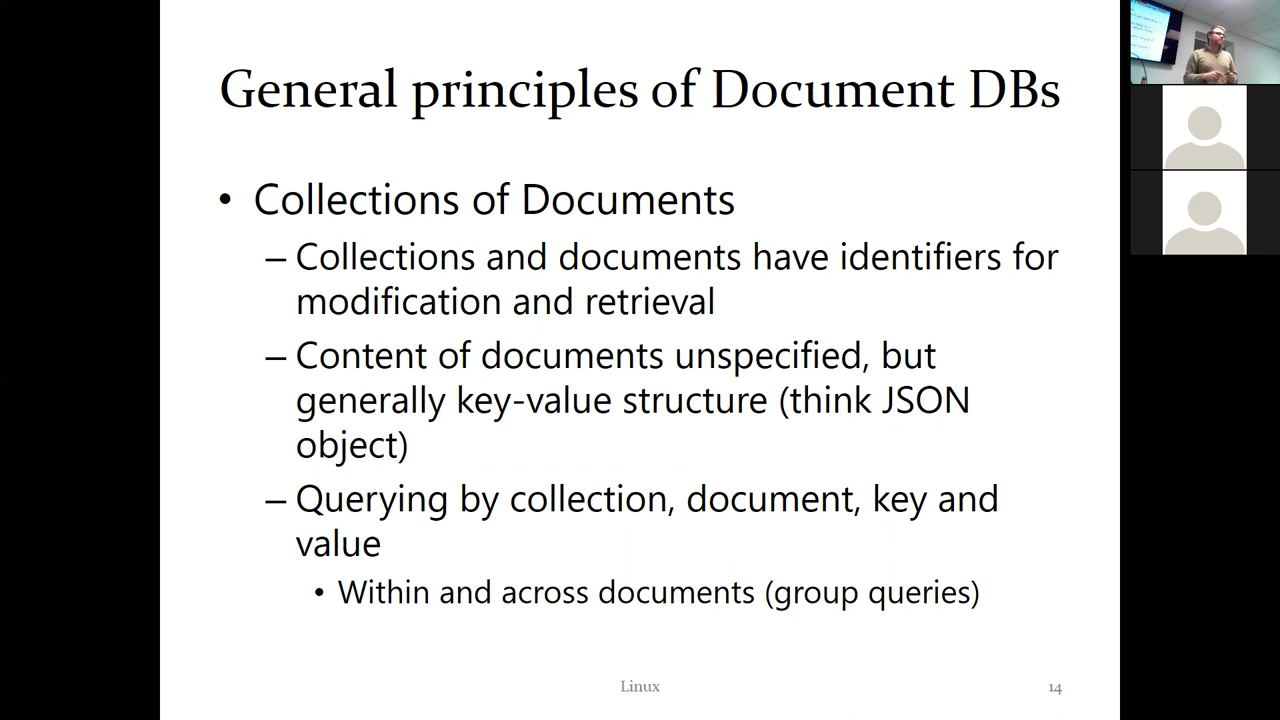 General principles of Document DBs
• Collections of Documents
– Collections and documents have identifiers for
modification and retrieval
– Content of documents unspecified, but
generally key-value structure (think JSON
object)
– Querying by collection, document, key and
value
• Within and across documents (group queries)
Linux
14